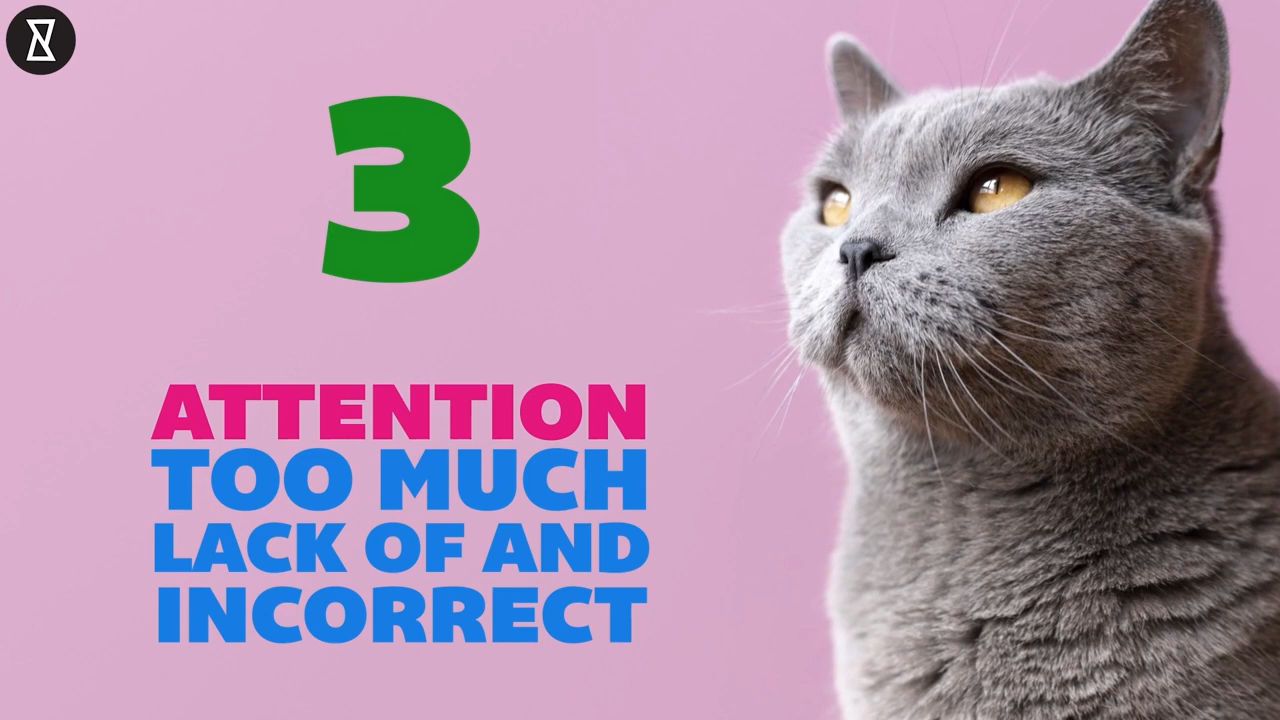 3
ATTENTION
TOO MUCH
LACK OF AND
INCORRECT